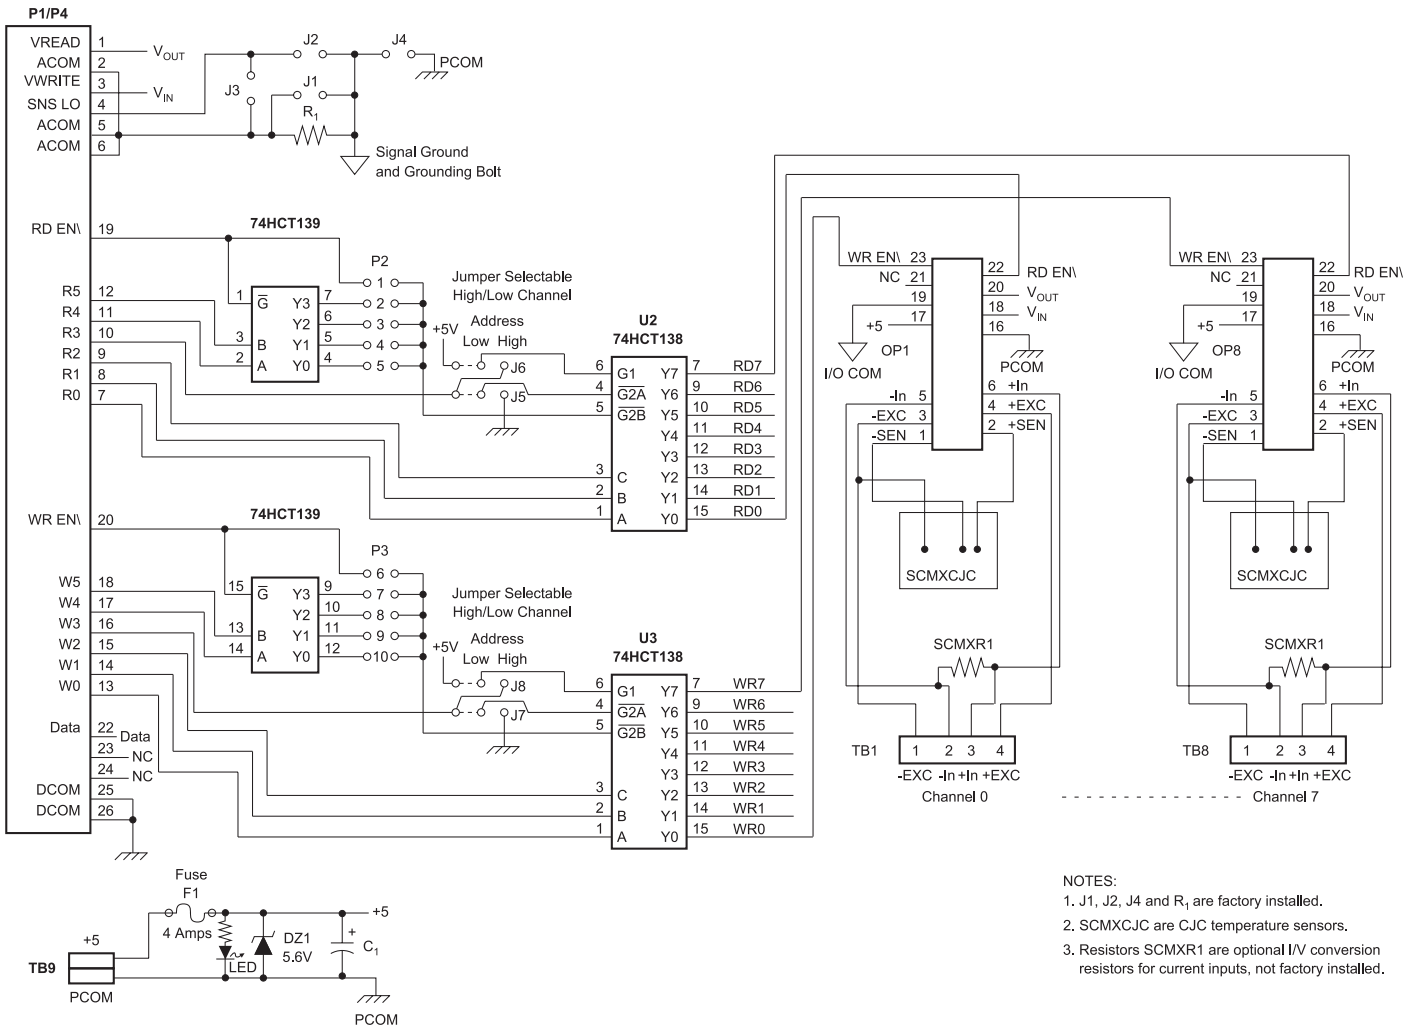 P1/P4
VREAD 1 VOUT
ACOM 2
VWRITE 3 VIN
SNS LO 4
ACOM 5
ACOM 6
J2
J4
PCOM
J3
J1
R1
Signal Ground
and Grounding Bolt
RD EN\ 19
R5 12
R4 11
R3 10
R2 9
R1 8
R0 7
74HCT139
1 G Y3 7
Y2 6
3 B Y1 5
2 A Y0 4
P2
1
2
3
4
5
Jumper Selectable
High/Low Channel
Address
+5V Low High
J6
J5
U2
74HCT138
6 G1 Y7 7 RD7
4 G2A Y6 9 RD6
5 G2B Y5 10 RD5
Y4 11 RD4
Y3 12 RD3
3 C Y2 13 RD2
2 B Y1 14 RD1
1 A Y0 15 RD0
WR EN\ 20
W5 18
W4 17
W3 16
W2 15
W1 14
W0 13
Data 22 Data
23 NC
24 NC
DCOM 25
DCOM 26
74HCT139
15 G Y3 9
Y2 10
13 B Y1 11
14 A Y0 12
P3
6
7
8
9
10
Jumper Selectable
High/Low Channel
Address
+5V Low High
J8
J7
U3
74HCT138
6 G1 Y7 7 WR7
4 G2A Y6 9 WR6
5 G2B Y5 10 WR5
Y4 11 WR4
Y3 12 WR3
3 C Y2 13 WR2
2 B Y1 14 WR1
1 A Y0 15 WR0
WR EN\ 23
NC 21
19
+5 17
OP1
I/O COM
22 RD EN\
20 VOUT
18 VIN
16
PCOM
-In 5
-EXC 3
-SEN 1
6 +In
4 +EXC
2 +SEN
SCMXCJC
SCMXR1
TB1 1 2 3 4
-EXC -In +In +EXC
Channel 0
WR EN\ 23
NC 21
19
+5 17
OP8
I/O COM
22 RD EN\
20 VOUT
18 VIN
16
PCOM
-In 5
-EXC 3
-SEN 1
6 +In
4 +EXC
2 +SEN
SCMXCJC
SCMXR1
TB8 1 2 3 4
-EXC -In +In +EXC
Channel 7
Fuse
F1
4 Amps
+5
TB9
+5
PCOM
LED
DZ1
5.6V
+
C1
PCOM
NOTES:
1. J1, J2, J4 and R1 are factory installed.
2. SCMXCJC are CJC temperature sensors.
3. Resistors SCMXR1 are optional I/V conversion
resistors for current inputs, not factory installed.